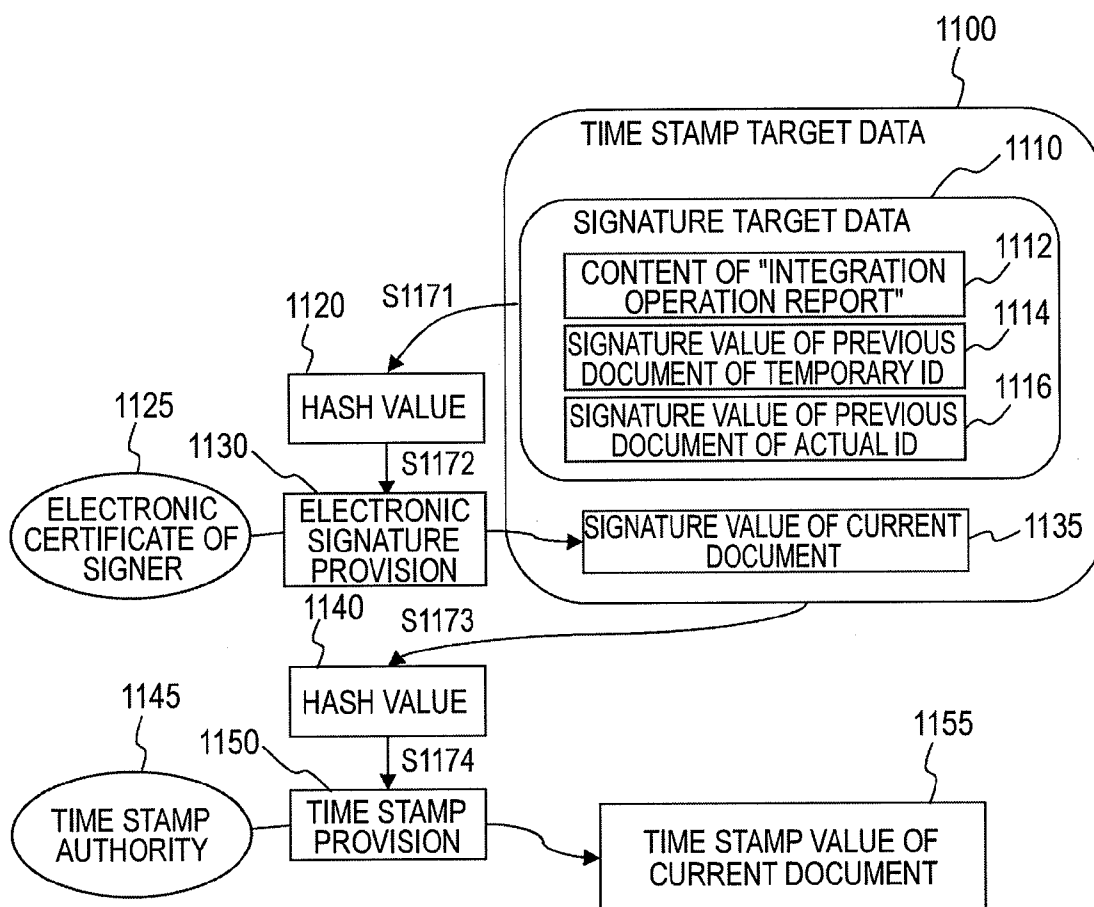 1100
TIME STAMP TARGET DATA
1110
SIGNATURE TARGET DATA
1112
CONTENT OF "INTEGRATION
OPERATION REPORT"
S1171
1120
1114
SIGNATURE VALUE OF PREVIOUS
DOCUMENT OF TEMPORARY ID
HASH VALUE
1116
SIGNATURE VALUE OF PREVIOUS
DOCUMENT OF ACTUAL ID
1125
1130
S1172
ELECTRONIC
CERTIFICATE OF
SIGNER
ELECTRONIC
SIGNATURE
PROVISION
SIGNATURE VALUE OF CURRENT
DOCUMENT
1135
1140
S1173
HASH VALUE
1145
1150
S1174
1155
TIME STAMP
AUTHORITY
TIME STAMP
PROVISION
TIME STAMP VALUE OF
CURRENT DOCUMENT